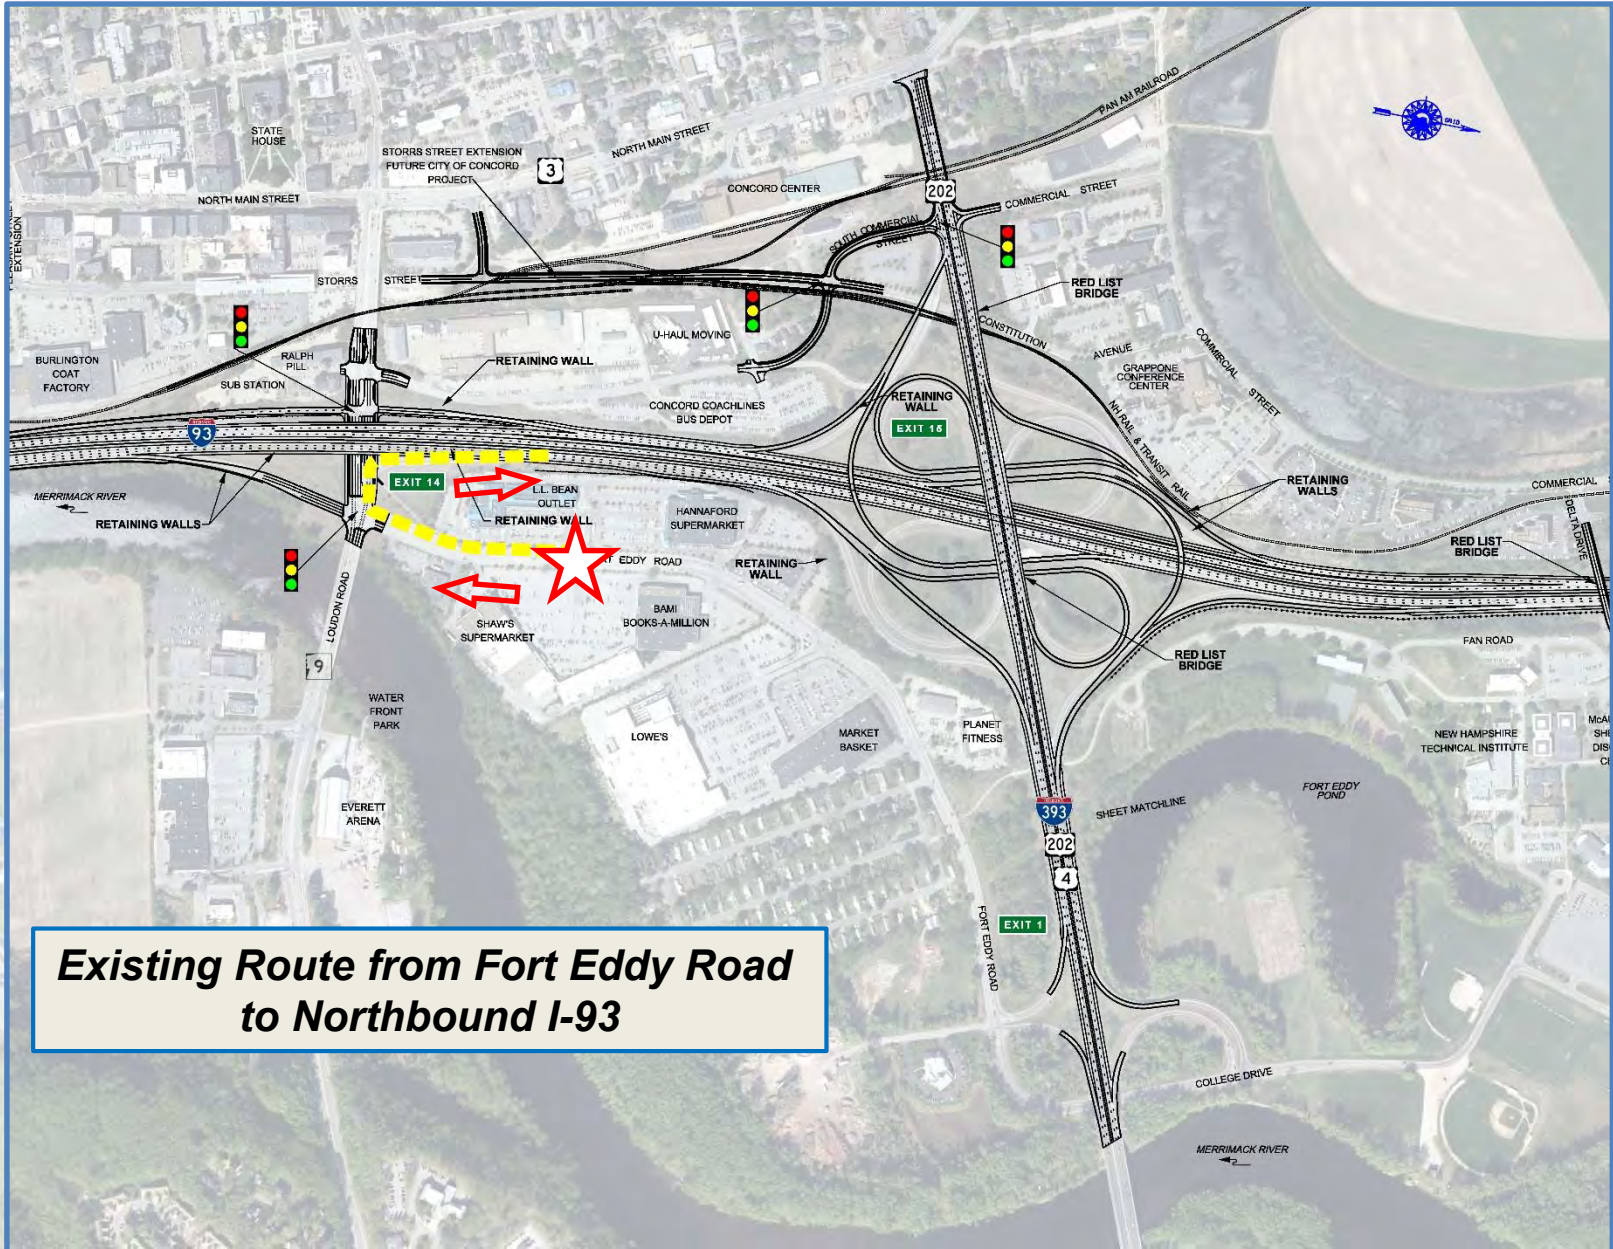 PAN AM RAILROAD
GRID
STATE
HOUSE
NORTH MAIN STREET
STORRS STREET EXTENSION
FUTURE CITY OF CONCORD
PROJECT
3
NORTH MAIN STREET
CONCORD CENTER
202
COMMERCIAL STREET
EXTENSION
SOUTH COMMERCIAL
STREET
STORRS STREET
RED LIST
BRIDGE
U-HAUL MOVING
CONSTITUTION
AVENUE
COMMERCIAL
STREET
BURLINGTON
COAT
FACTORY
RALPH
PILL
SUB STATION
RETAINING WALL
GRAPPONE
CONFERENCE
CENTER
CONCORD COACHLINES
BUS DEPOT
RETAINING
WALL
EXIT 15
NH RAIL & TRANSIT RAIL
93
EXIT 14
L.L. BEAN
OUTLET
RETAINING
WALLS
COMMERCIAL
MERRIMACK RIVER
RETAINING WALLS
RETAINING WALL
HANNAFORD
SUPERMARKET
DELTA DRIVE
RED LIST
BRIDGE
RT EDDY ROAD
RETAINING
WALL
LOUDON ROAD
SHAW'S
SUPERMARKET
BAMI
BOOKS-A-MILLION
FAN ROAD
9
RED LIST
BRIDGE
WATER
FRONT
PARK
LOWE'S
MARKET
BASKET
PLANET
FITNESS
NEW HAMPSHIRE
TECHNICAL INSTITUTE
EVERETT
ARENA
393
202
4
SHEET MATCHLINE
FORT EDDY
POND
FORT EDDY ROAD
EXIT 1
Existing Route from Fort Eddy Road
to Northbound I-93
COLLEGE DRIVE
MERRIMACK RIVER